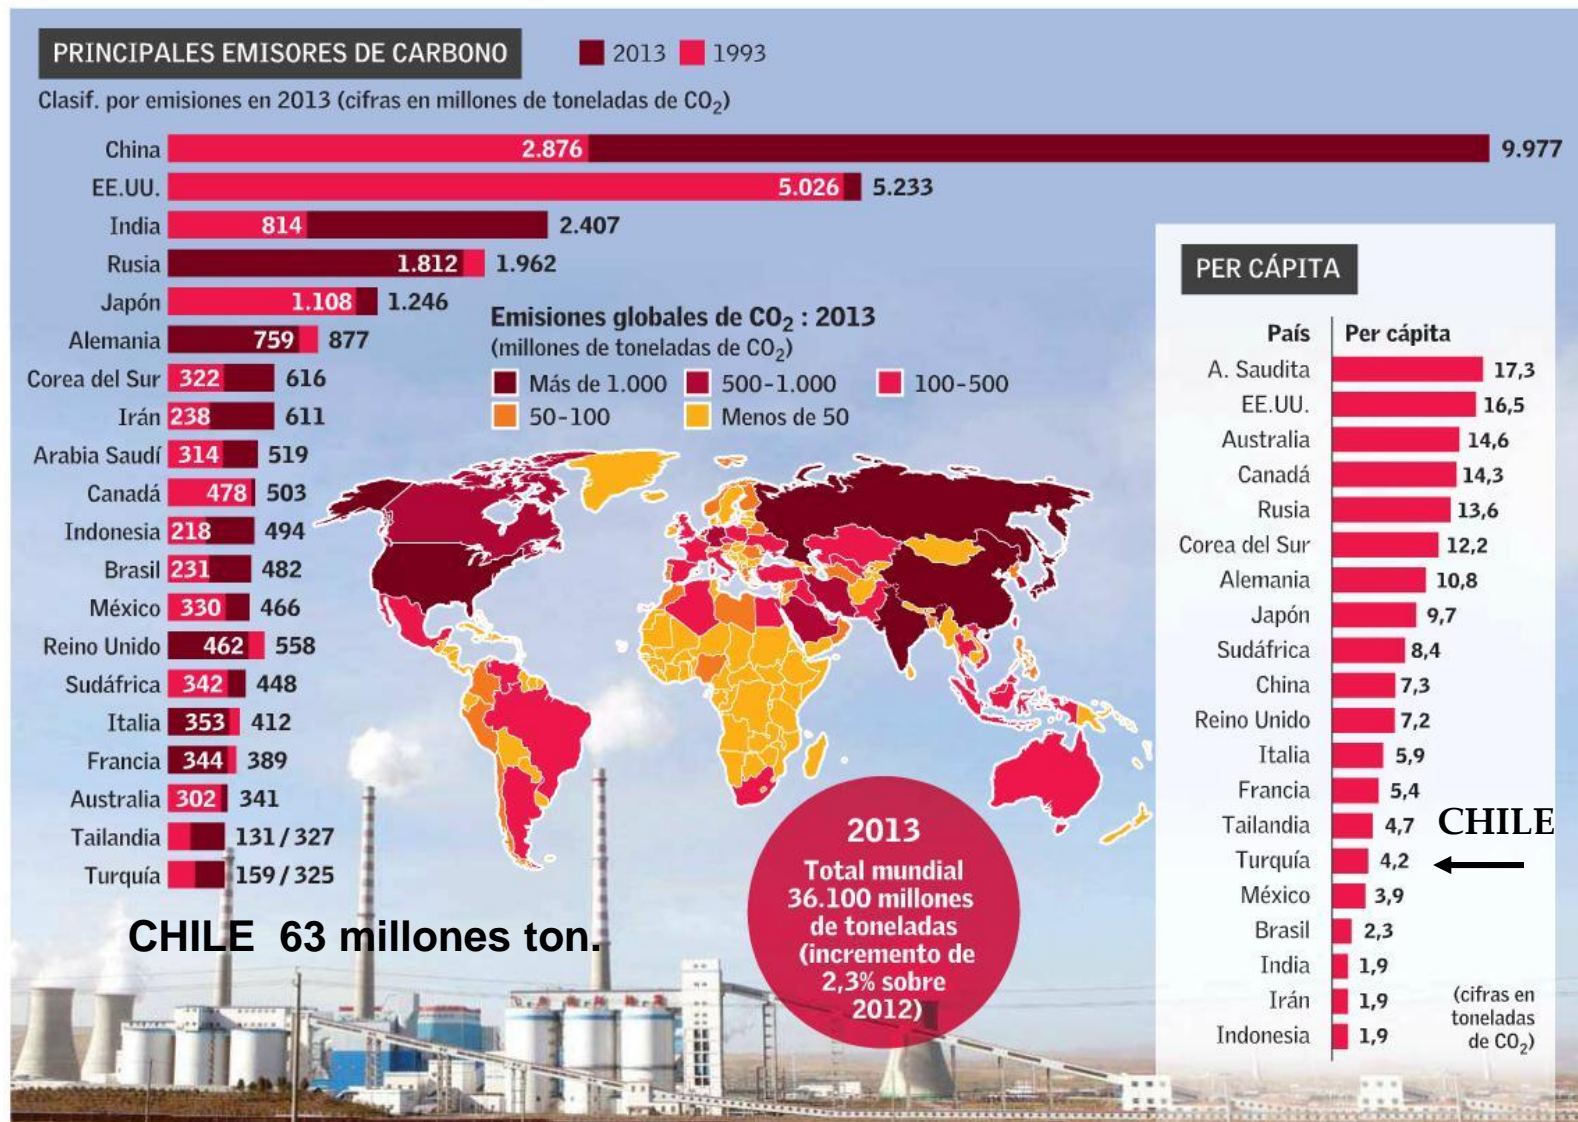 PRINCIPALES EMISORES DE CARBONO
2013
1993
Clasif. por emisiones en 2013 (cifras en millones de toneladas de CO₂)
China 2.876 9.977
EE.UU. 5.026 5.233
India 814 2.407
Rusia 1.812 1.962
Japón 1.108 1.246
Alemania 759 877
Corea del Sur 322 616
Irán 238 611
Arabia Saudí 314 519
Canadá 478 503
Indonesia 218 494
Brasil 231 482
México 330 466
Reino Unido 462 558
Sudáfrica 342 448
Italia 353 412
Francia 344 389
Australia 302 341
Tailandia 131 / 327
Turquía 159 / 325
CHILE 63 millones ton.
Emisiones globales de CO₂ : 2013
(millones de toneladas de CO₂)
Más de 1.000 500-1.000 100-500
50-100 Menos de 50
2013
Total mundial
36.100 millones
de toneladas
(incremento de
2,3% sobre
2012)
PER CÁPITA
País Per cápita
A. Saudita 17,3
EE.UU. 16,5
Australia 14,6
Canadá 14,3
Rusia 13,6
Corea del Sur 12,2
Alemania 10,8
Japón 9,7
Sudáfrica 8,4
China 7,3
Reino Unido 7,2
Italia 5,9
Francia 5,4
Tailandia 4,7
CHILE
Turquía 4,2
México 3,9
Brasil 2,3
India 1,9
Irán 1,9
Indonesia 1,9
(cifras en
toneladas
de CO₂)